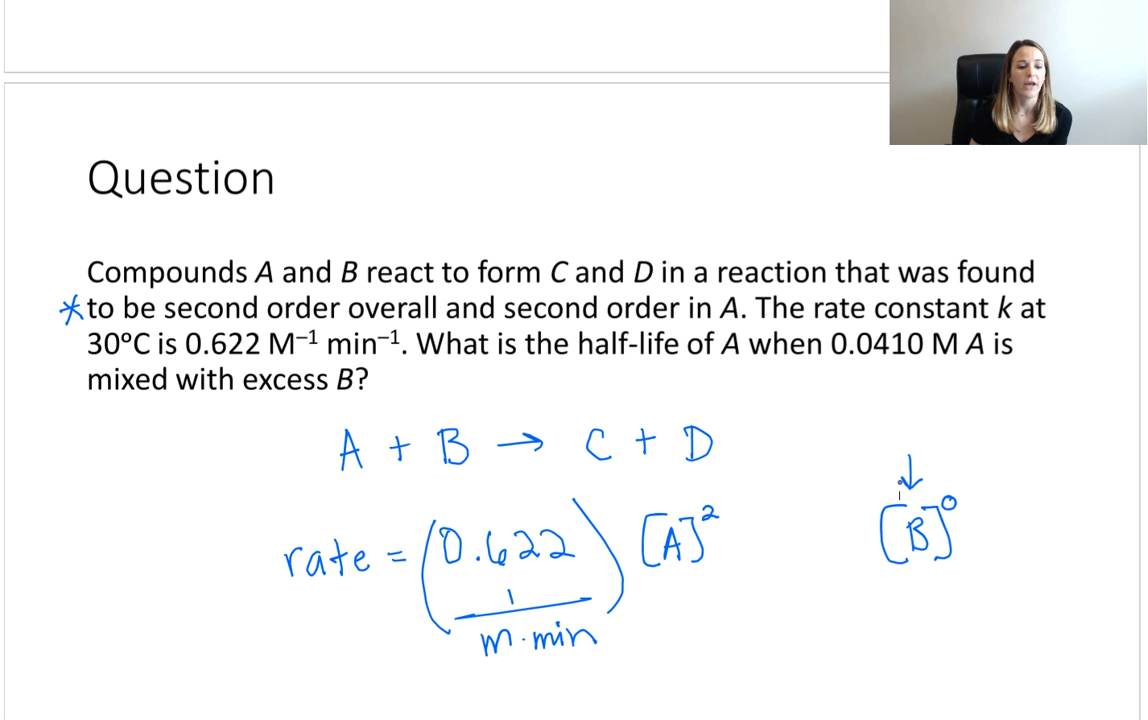 Question
Compounds A and B react to form C and D in a reaction that was found
*to be second order overall and second order in A. The rate constant k at
30°C is 0.622 M⁻¹ min⁻¹. What is the half-life of A when 0.0410 M A is
mixed with excess B?
A + B → C + D
rate = (0.622 1/M·min) [A]² ↓ [B]⁰